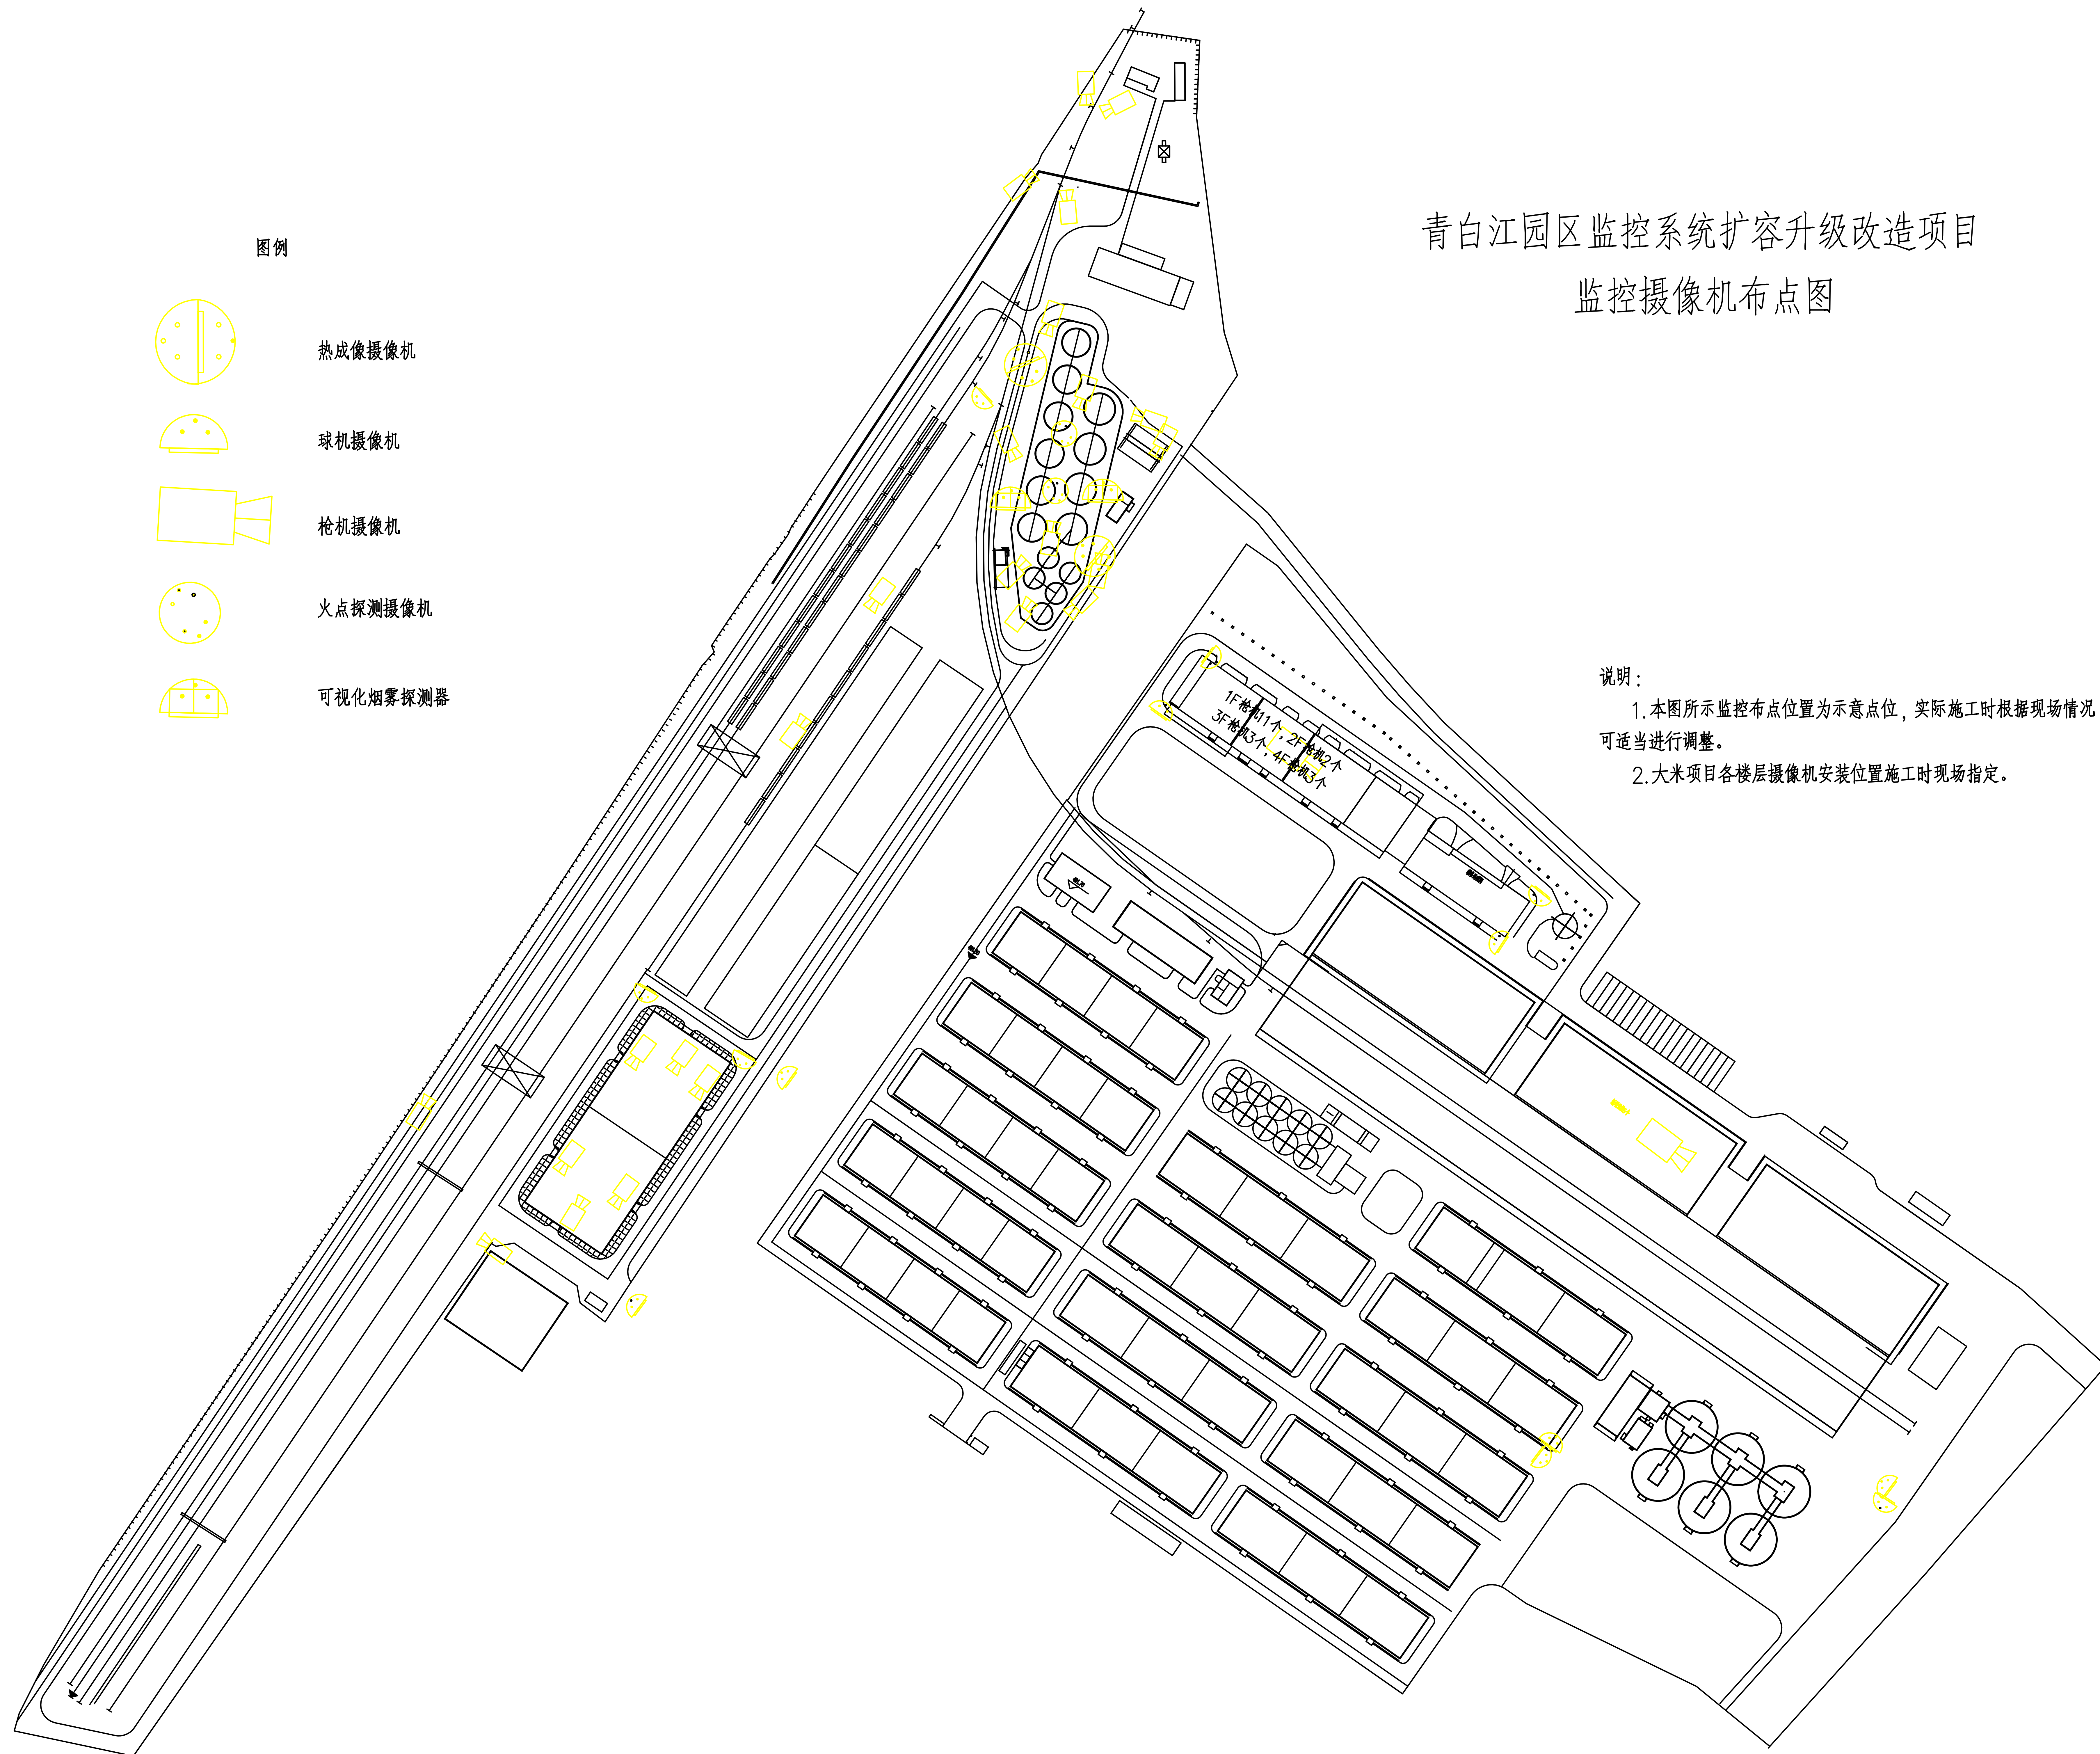 青白江园区监控系统扩容升级改造项目
监控摄像机布点图
图例
热成像摄像机
球机摄像机
枪机摄像机
火点探测摄像机
可视化烟雾探测器
1F枪机11个，2F枪机2个
3F枪机3个，4F枪机3个
说明：
1.本图所示监控布点位置为示意点位，实际施工时根据现场情况
可适当进行调整。
2.大米项目各楼层摄像机安装位置施工时现场指定。